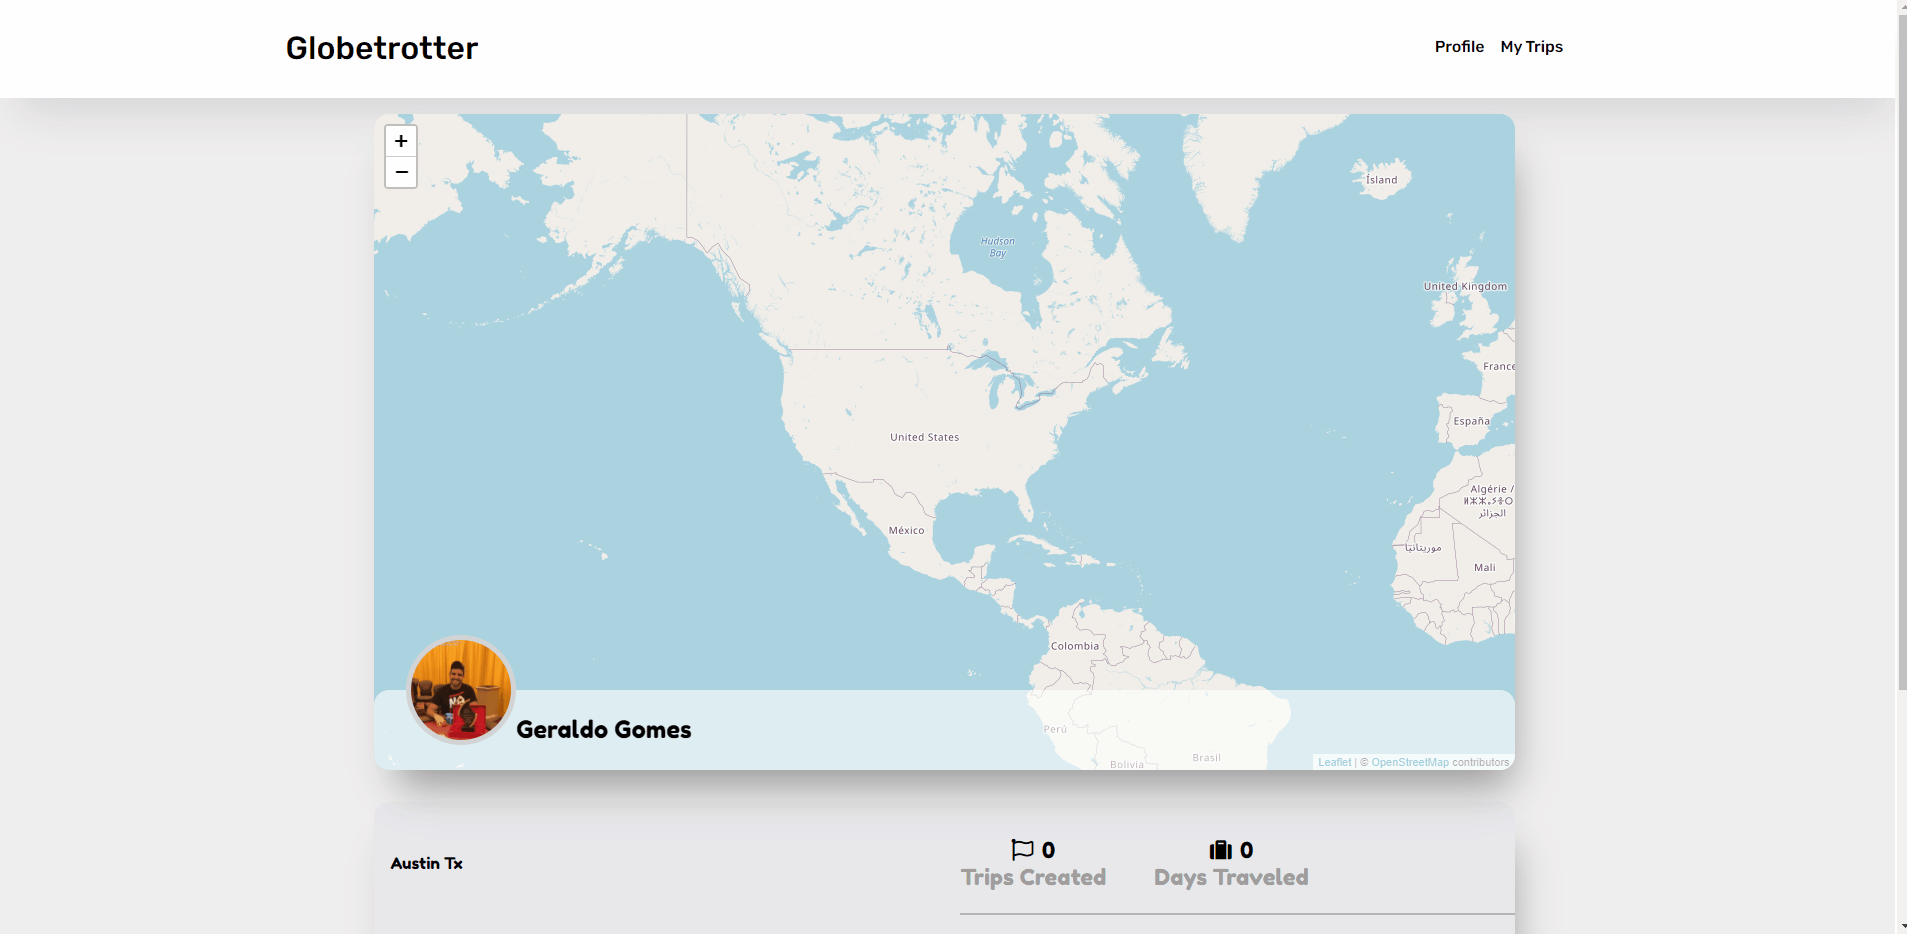 Globetrotter
Profile
My Trips
+
−
Ísland
Hudson
Bay
United Kingdom
France
España
United States
Algérie /
ⵍⵣⵣⴰⵢⴻⵔ
الجزائر
México
موريتانيا
Mali
Colombia
Geraldo Gomes
Perú
Brasil
Bolivia
Leaflet | © OpenStreetMap contributors
Austin Tx
0
Trips Created
0
Days Traveled